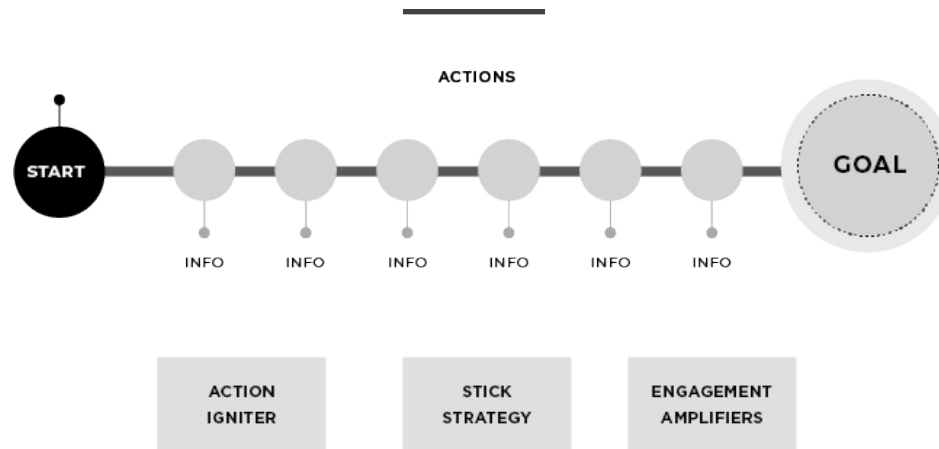 ACTIONS
START
GOAL
INFO INFO INFO INFO INFO INFO
ACTION
IGNITER
STICK
STRATEGY
ENGAGEMENT
AMPLIFIERS